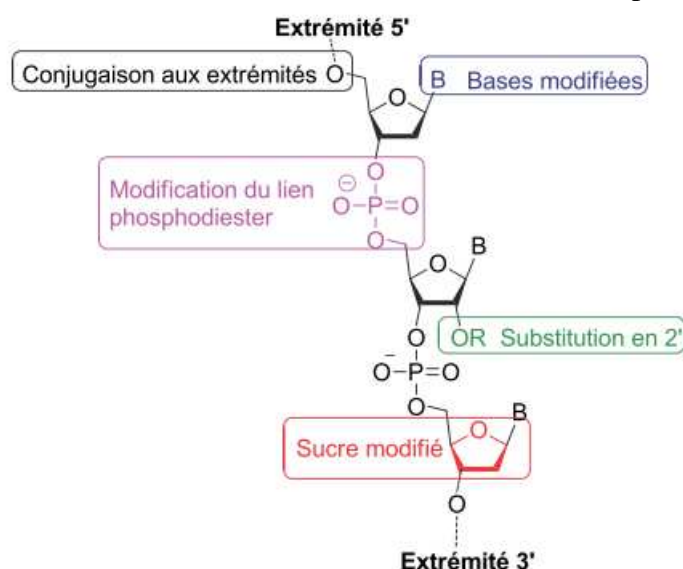 Extrémité 5'
Conjugaison aux extrémités O
B Bases modifiées
O
O
Modification du lien
phosphodiester
⊖
O-P=O
O
O
B
O
OR Substitution en 2'
O-P=O
O
B
Sucre modifié
O
O
Extrémité 3'